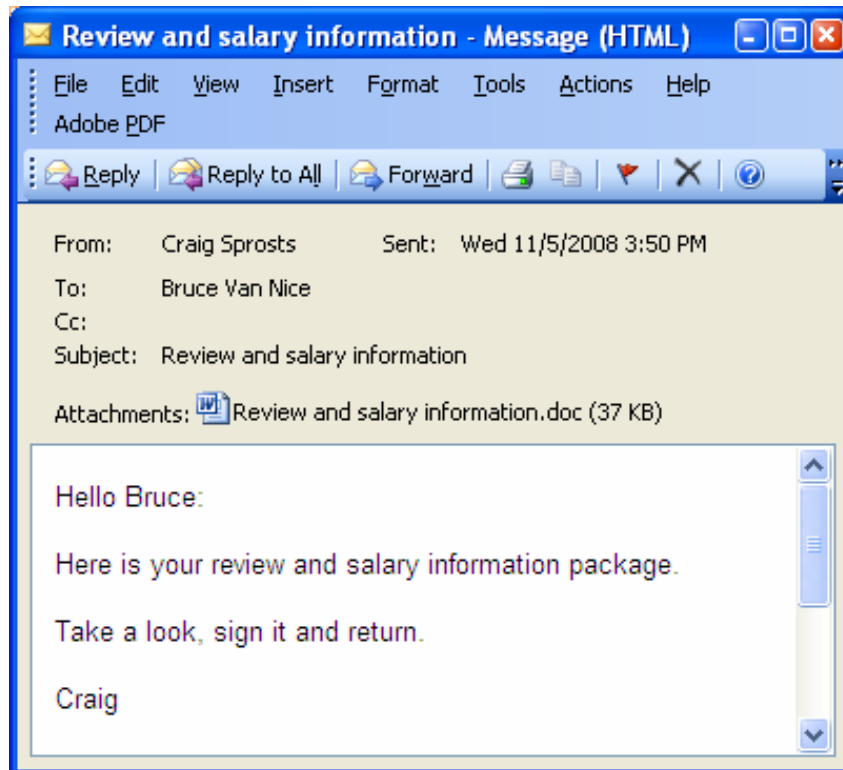 Review and salary information - Message (HTML)
File Edit View Insert Format Tools Actions Help
Adobe PDF
Reply Reply to All Forward
From: Craig Sprosts Sent: Wed 11/5/2008 3:50 PM
To: Bruce Van Nice
Cc:
Subject: Review and salary information
Attachments: Review and salary information.doc (37 KB)
Hello Bruce:
Here is your review and salary information package.
Take a look, sign it and return.
Craig